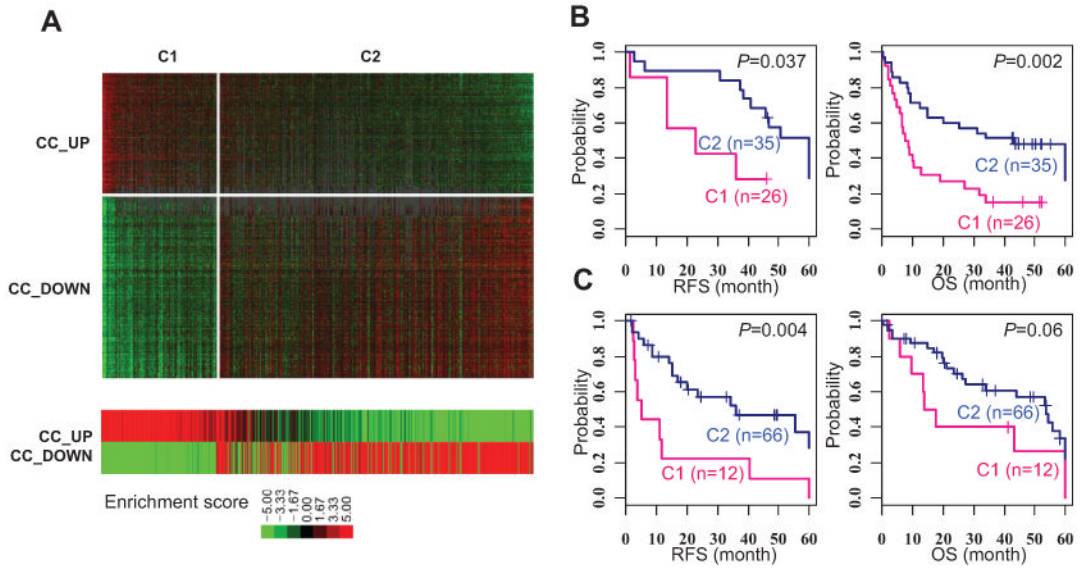 A
C1 C2
CC_UP
CC_DOWN
CC_UP
CC_DOWN
Enrichment score
−5.00
−3.33
−1.67
0.00
1.67
3.33
5.00
B
Probability
1.0
0.8
0.6
0.4
0.2
0.0
P=0.037
C2 (n=35)
C1 (n=26)
0 10 20 30 40 50 60
RFS (month)
Probability
1.0
0.8
0.6
0.4
0.2
0.0
P=0.002
C2 (n=35)
C1 (n=26)
0 10 20 30 40 50 60
OS (month)
C
Probability
1.0
0.8
0.6
0.4
0.2
0.0
P=0.004
C2 (n=66)
C1 (n=12)
0 10 20 30 40 50 60
RFS (month)
Probability
1.0
0.8
0.6
0.4
0.2
0.0
P=0.06
C2 (n=66)
C1 (n=12)
0 10 20 30 40 50 60
OS (month)